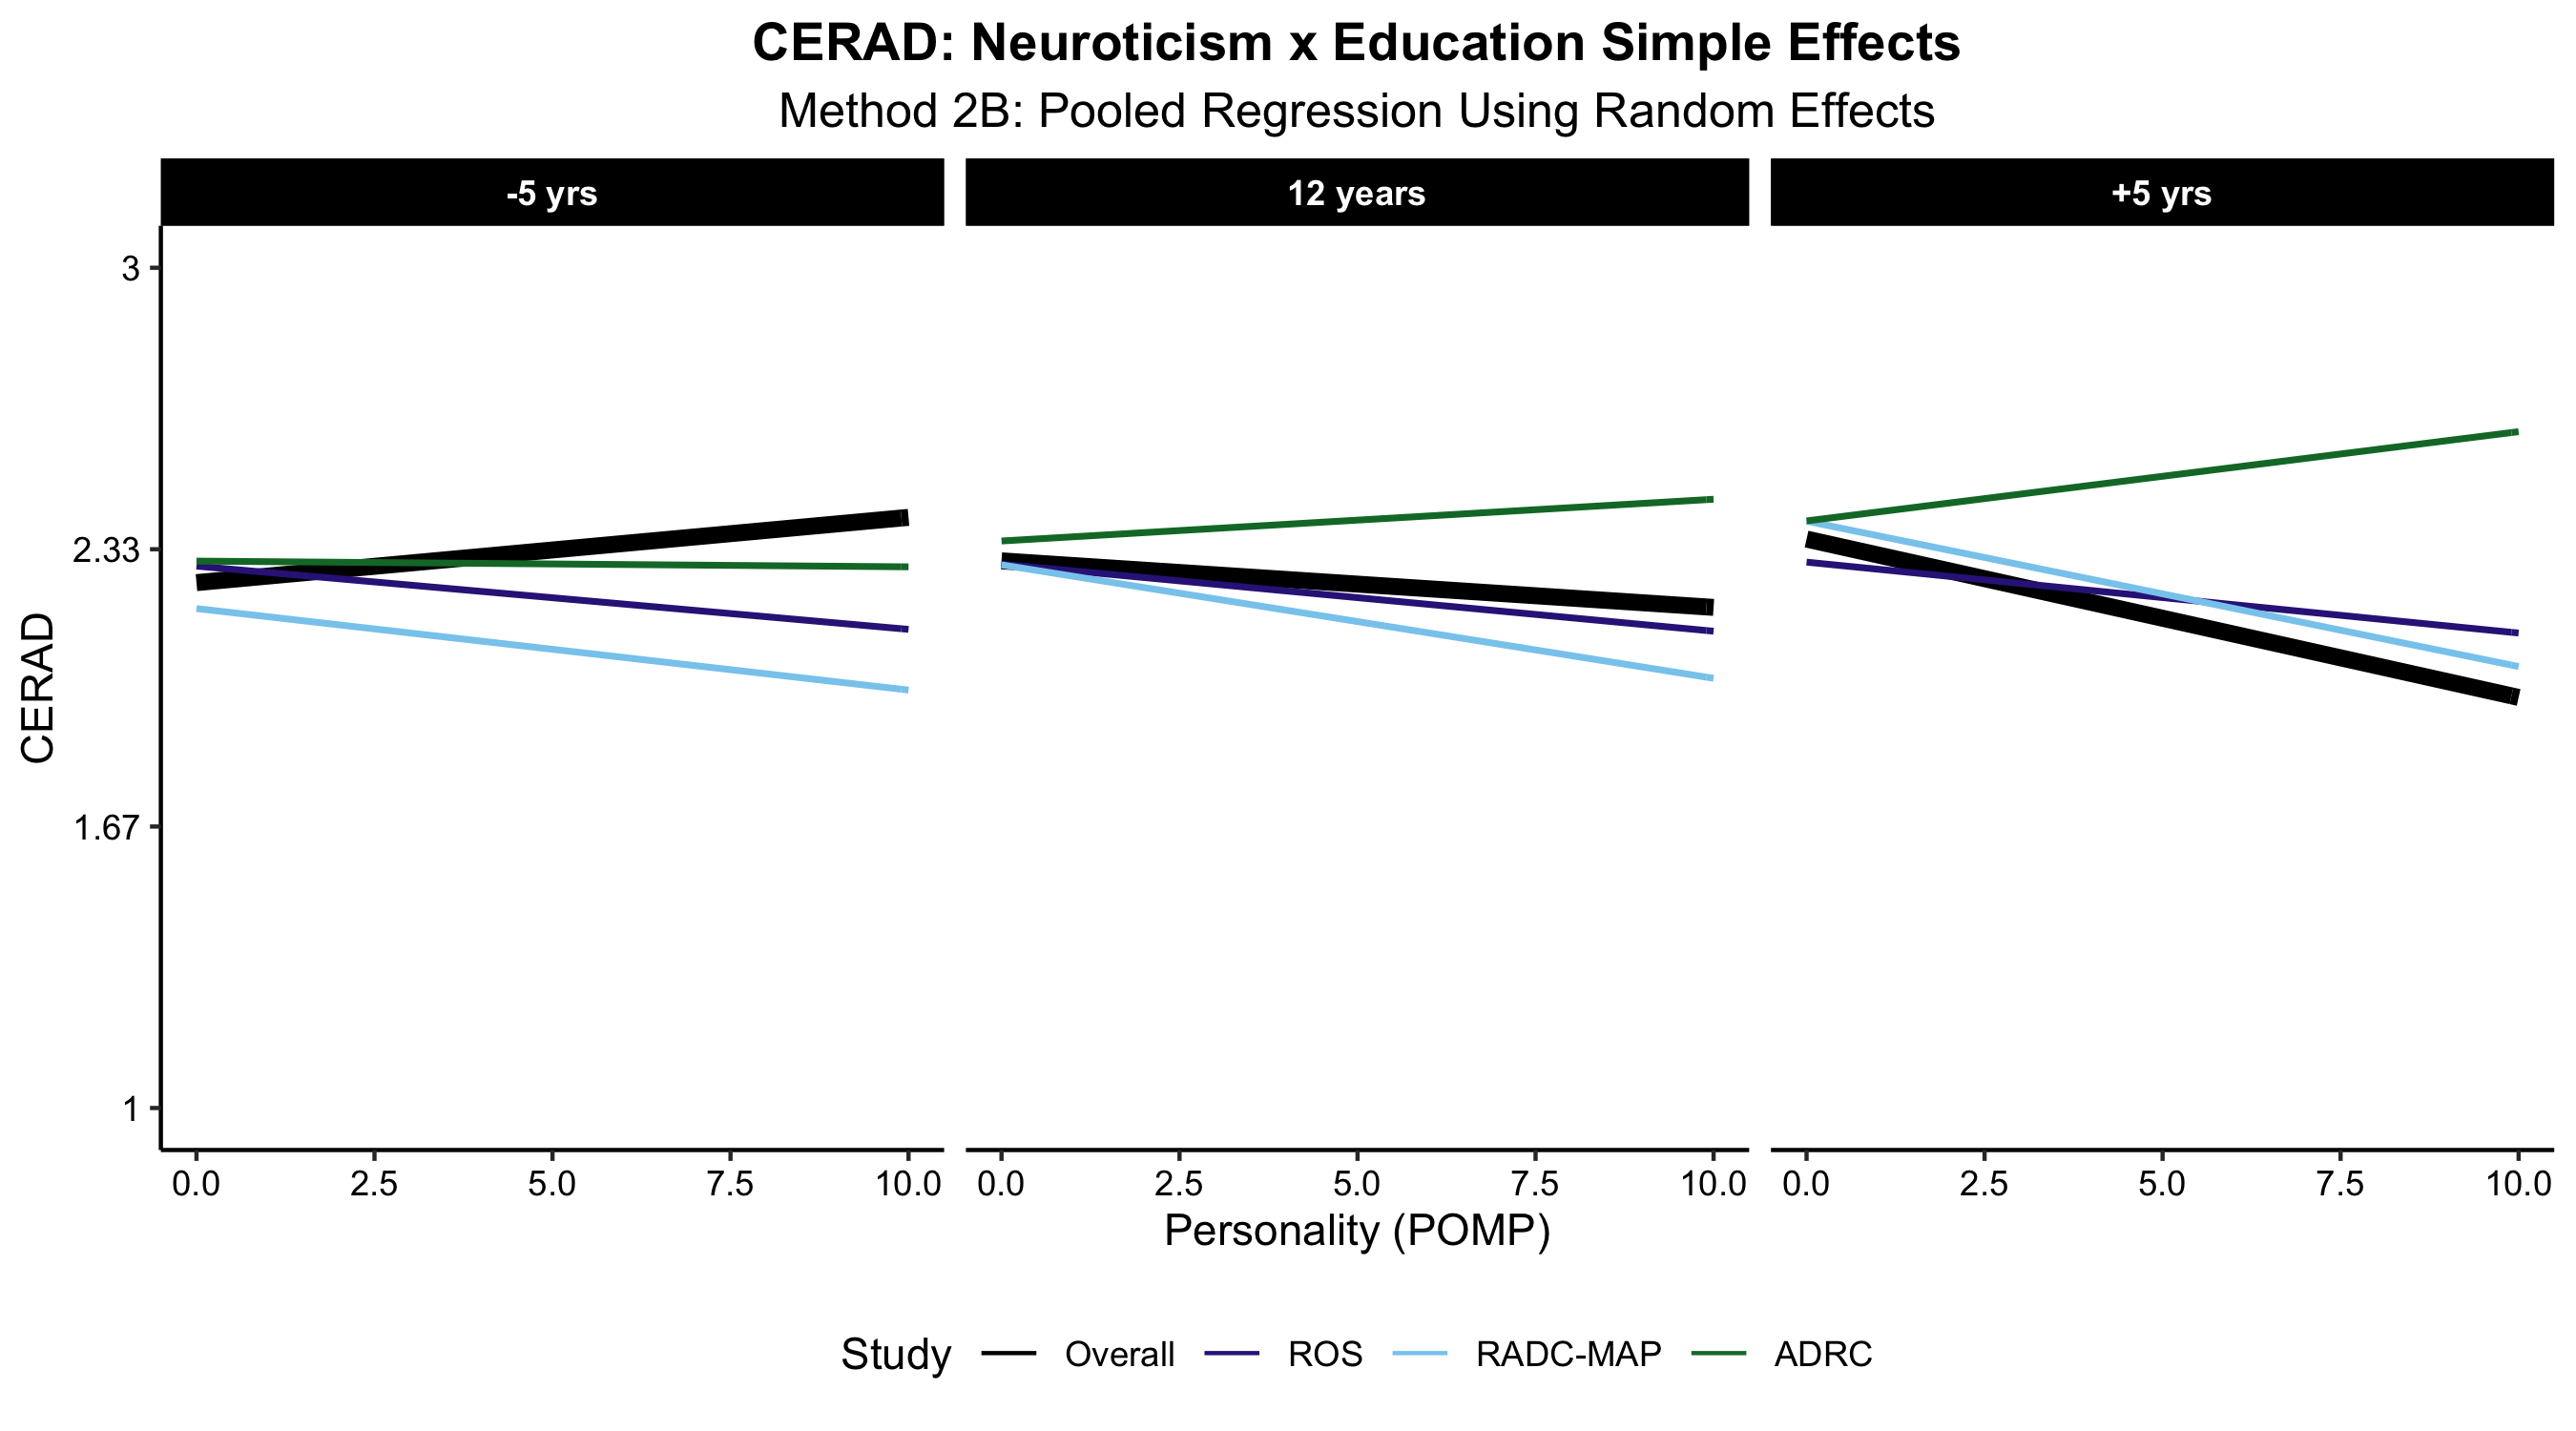 CERAD: Neuroticism x Education Simple Effects
Method 2B: Pooled Regression Using Random Effects
-5 yrs
12 years
+5 yrs
CERAD
3
2.33
1.67
1
0.0 2.5 5.0 7.5 10.0
0.0 2.5 5.0 7.5 10.0
0.0 2.5 5.0 7.5 10.0
Personality (POMP)
Study Overall ROS RADC-MAP ADRC